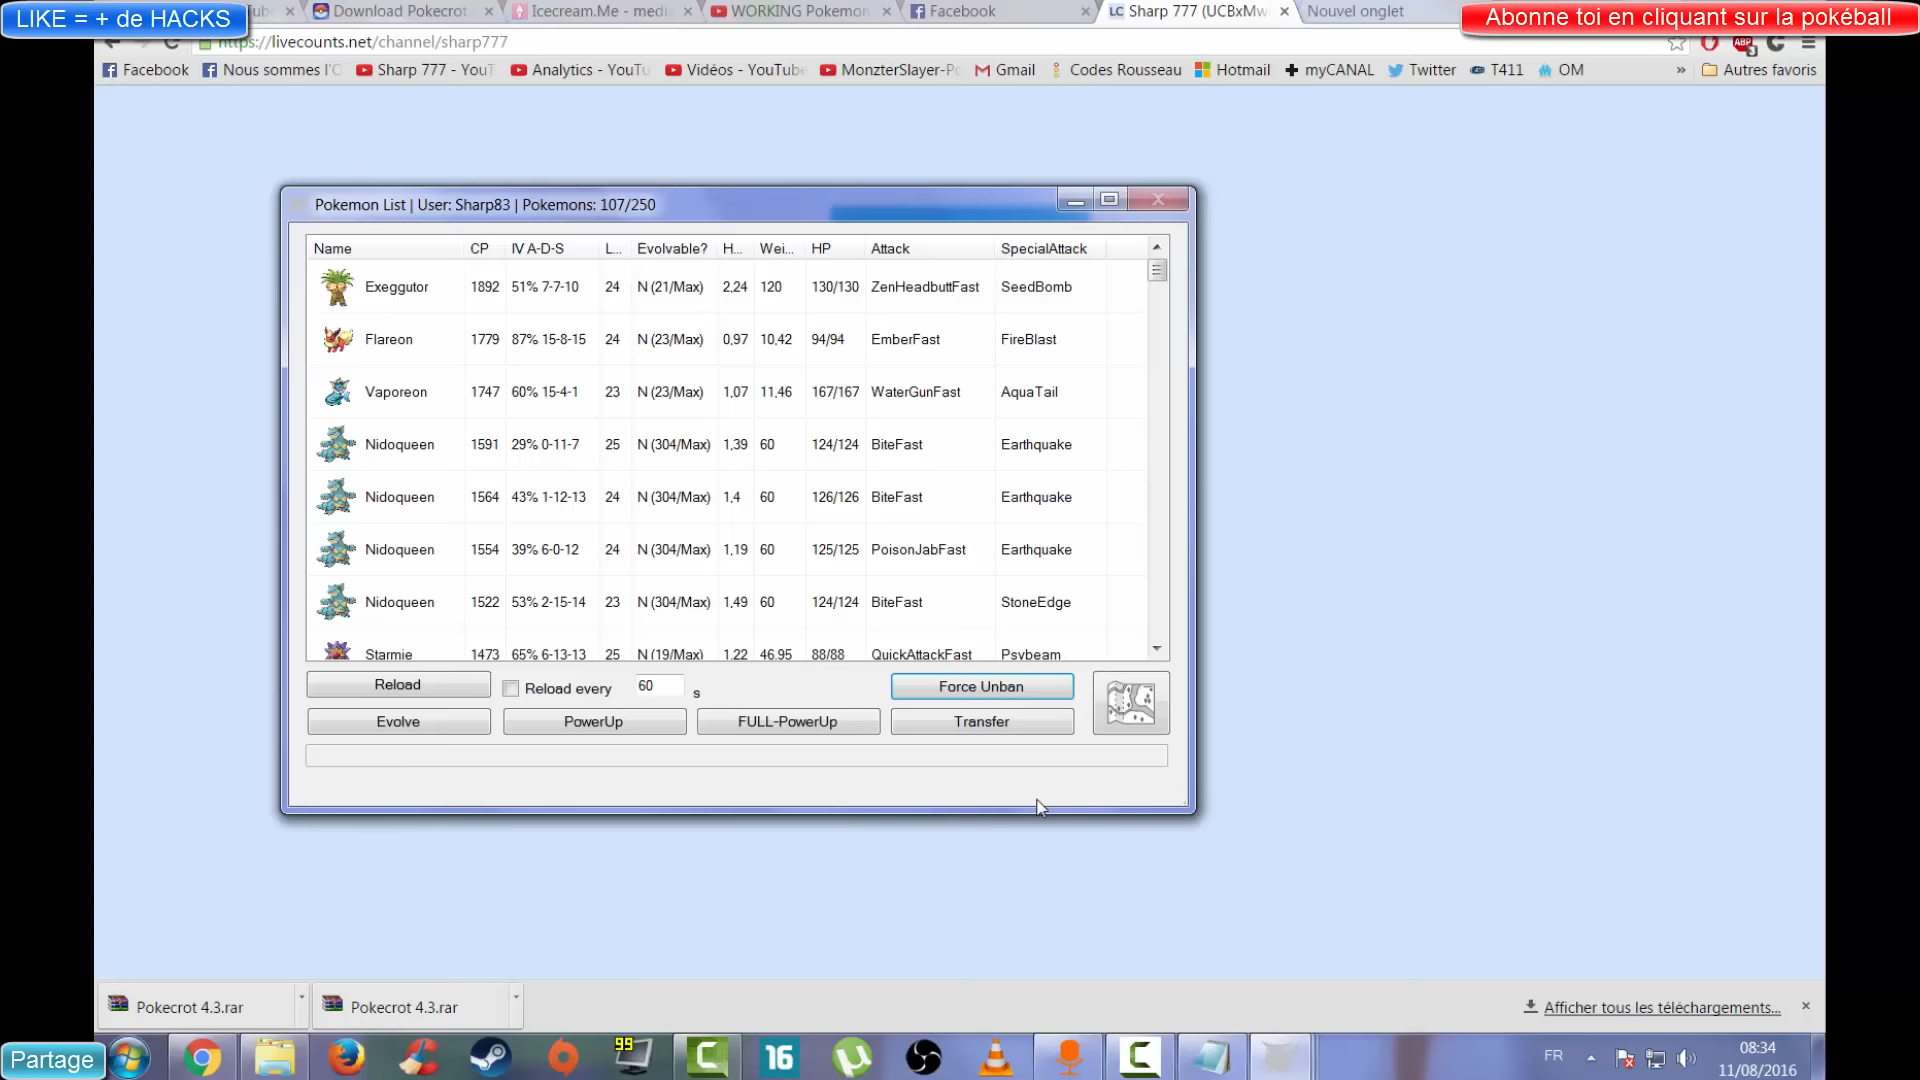 LIKE = + de HACKS
Download Pokecrot
Icecream.Me - medi
WORKING Pokemon
Facebook
Sharp 777 (UCBxMw
Nouvel onglet
Abonne toi en cliquant sur la pokéball
https://livecounts.net/channel/sharp777
Facebook
Nous sommes l'O
Sharp 777 - YouT
Analytics - YouTu
Vidéos - YouTube
MonzterSlayer-Po
Gmail
Codes Rousseau
Hotmail
myCANAL
Twitter
T411
OM
»
Autres favoris
Pokemon List | User: Sharp83 | Pokemons: 107/250
Name CP IV A-D-S L... Evolvable? H... Wei... HP Attack SpecialAttack
Exeggutor 1892 51% 7-7-10 24 N (21/Max) 2,24 120 130/130 ZenHeadbuttFast SeedBomb
Flareon 1779 87% 15-8-15 24 N (23/Max) 0,97 10,42 94/94 EmberFast FireBlast
Vaporeon 1747 60% 15-4-1 23 N (23/Max) 1,07 11,46 167/167 WaterGunFast AquaTail
Nidoqueen 1591 29% 0-11-7 25 N (304/Max) 1,39 60 124/124 BiteFast Earthquake
Nidoqueen 1564 43% 1-12-13 24 N (304/Max) 1,4 60 126/126 BiteFast Earthquake
Nidoqueen 1554 39% 6-0-12 24 N (304/Max) 1,19 60 125/125 PoisonJabFast Earthquake
Nidoqueen 1522 53% 2-15-14 23 N (304/Max) 1,49 60 124/124 BiteFast StoneEdge
Starmie 1473 65% 6-13-13 25 N (19/Max) 1,22 46,95 88/88 QuickAttackFast Psybeam
Reload
Reload every 60 s
Force Unban
Evolve
PowerUp
FULL-PowerUp
Transfer
Pokecrot 4.3.rar
Pokecrot 4.3.rar
Afficher tous les téléchargements...
Partage
99
16
FR
08:34
11/08/2016